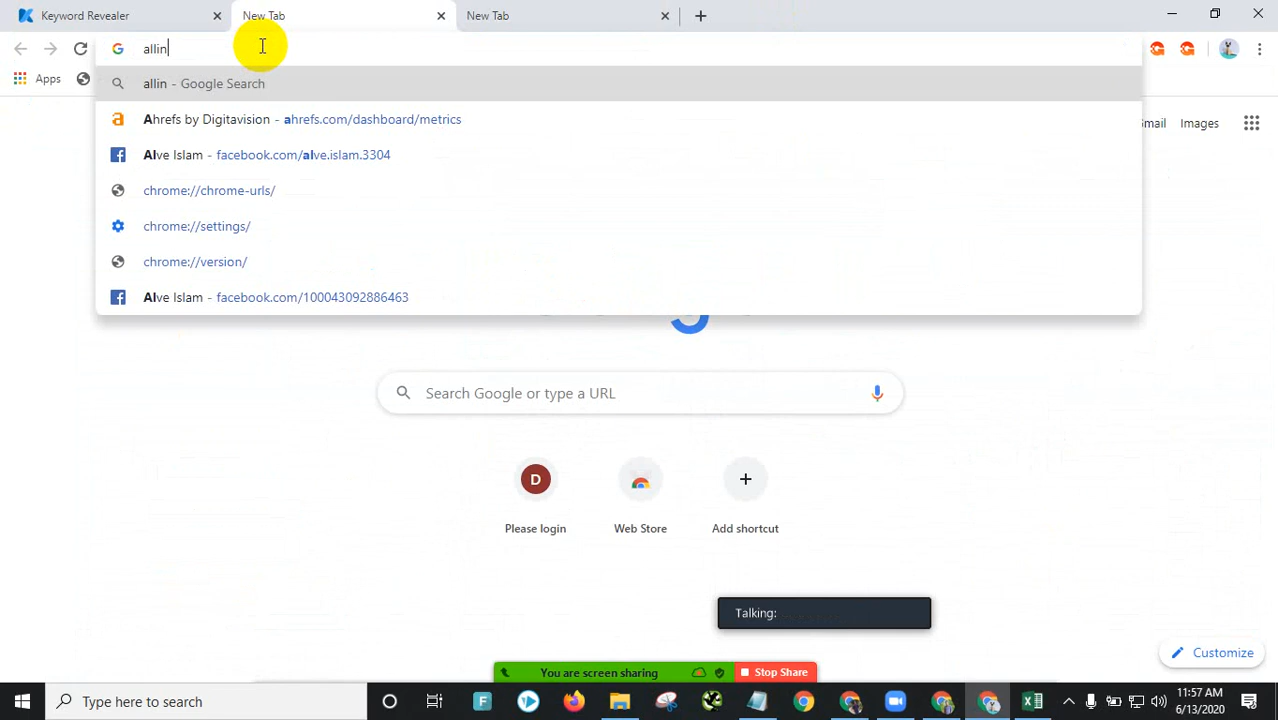 Keyword Revealer
New Tab
New Tab
allin
allin - Google Search
Ahrefs by Digitavision - ahrefs.com/dashboard/metrics
Alve Islam - facebook.com/alve.islam.3304
chrome://chrome-urls/
chrome://settings/
chrome://version/
Alve Islam - facebook.com/100043092886463
Apps
Images
Search Google or type a URL
D
Please login
Web Store
Add shortcut
Talking:
Customize
You are screen sharing
Stop Share
Type here to search
11:57 AM
6/13/2020